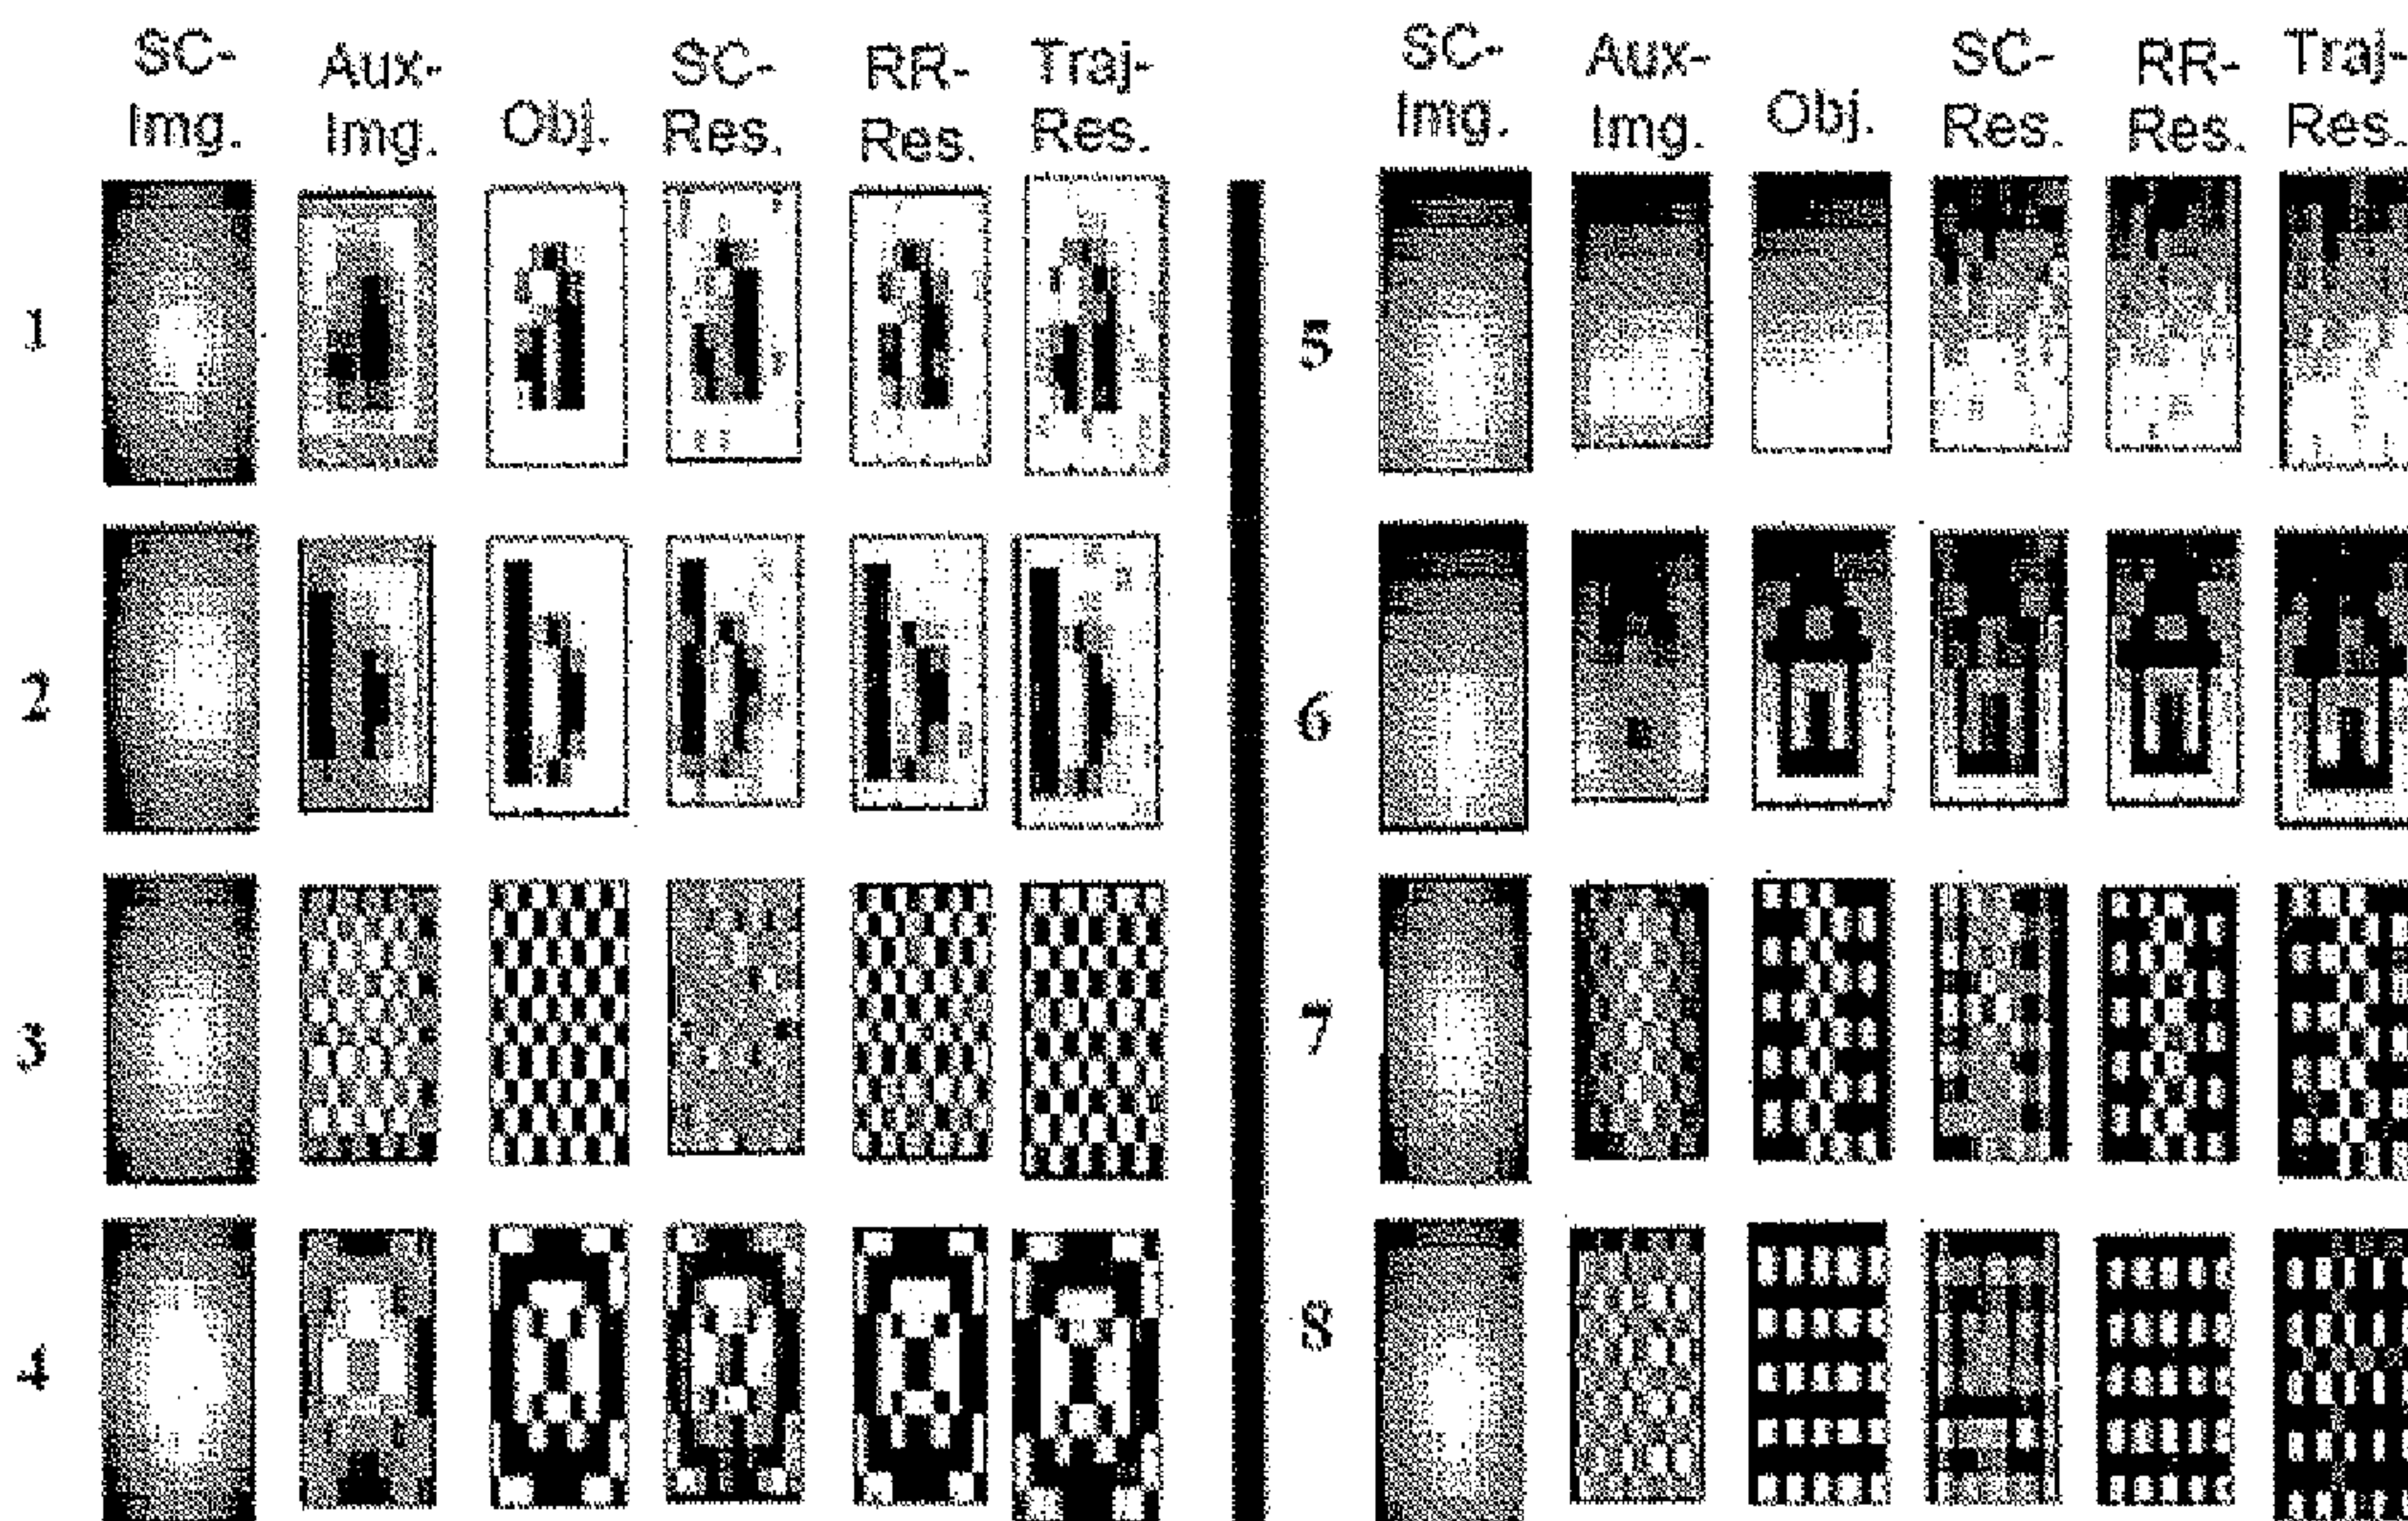 SC- Aux- SC- RR- Traj- SC- Aux- SC- RR- Traj-
Img. Img. Obj. Res. Res. Res. Img. Img. Obj. Res. Res. Res.
1 5
2 6
3 7
4 8